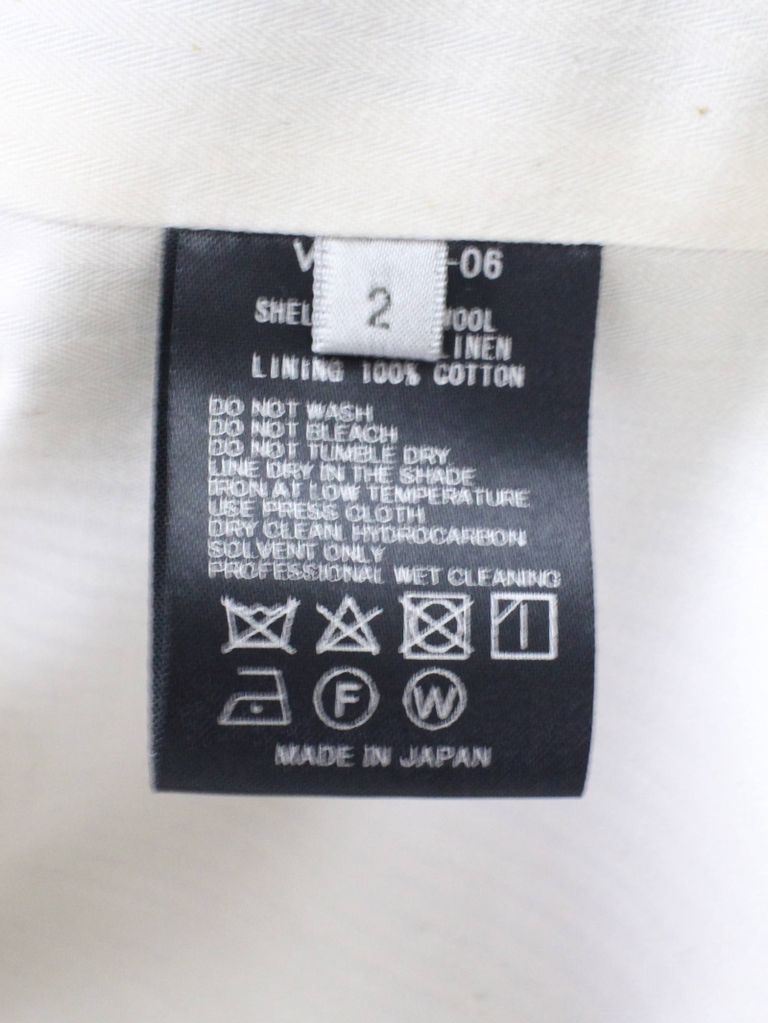 -06
2
LINEN
LINING 100% COTTON
DO NOT WASH
DO NOT BLEACH
DO NOT TUMBLE DRY
LINE DRY IN THE SHADE
IRON AT LOW TEMPERATURE
USE PRESS CLOTH
DRY CLEAN, HYDROCARBON
SOLVENT ONLY
PROFESSIONAL WET CLEANING
F W
MADE IN JAPAN